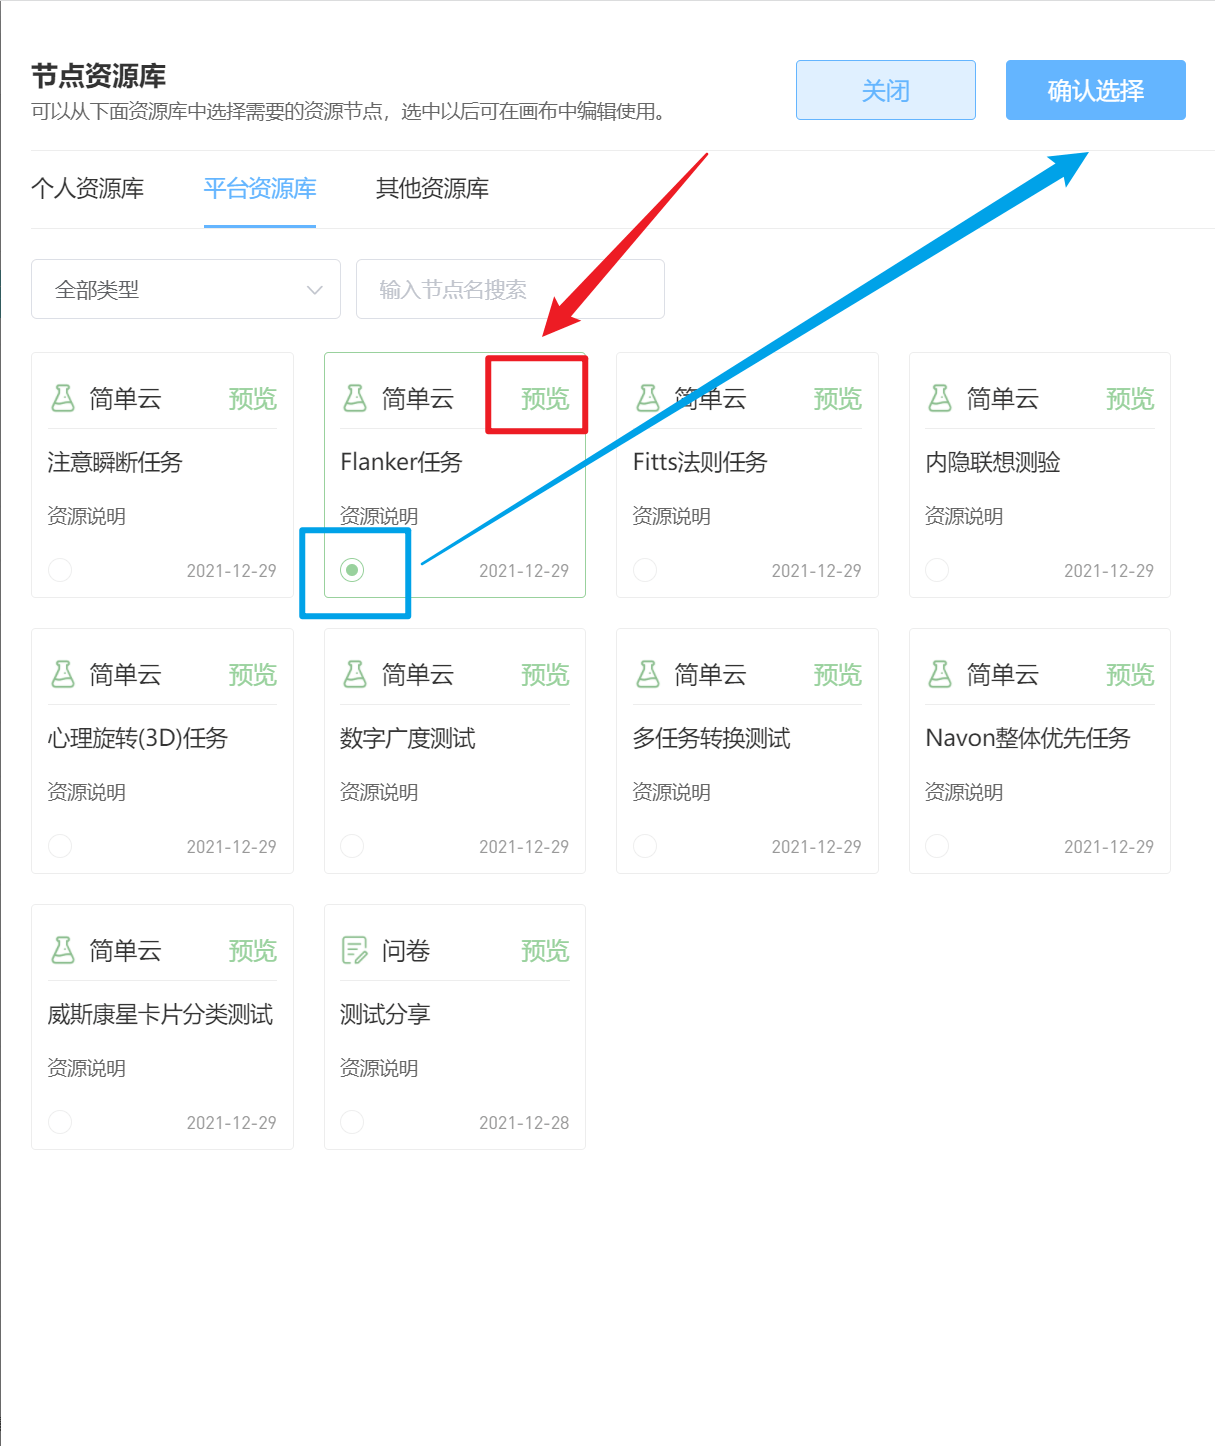 节点资源库
可以从下面资源库中选择需要的资源节点，选中以后可在画布中编辑使用。
关闭
确认选择
个人资源库
平台资源库
其他资源库
全部类型
输入节点名搜索
简单云 预览
注意瞬断任务
资源说明
2021-12-29
简单云 预览
Flanker任务
资源说明
2021-12-29
简单云 预览
Fitts法则任务
资源说明
2021-12-29
简单云 预览
内隐联想测验
资源说明
2021-12-29
简单云 预览
心理旋转(3D)任务
资源说明
2021-12-29
简单云 预览
数字广度测试
资源说明
2021-12-29
简单云 预览
多任务转换测试
资源说明
2021-12-29
简单云 预览
Navon整体优先任务
资源说明
2021-12-29
简单云 预览
威斯康星卡片分类测试
资源说明
2021-12-29
问卷 预览
测试分享
资源说明
2021-12-28